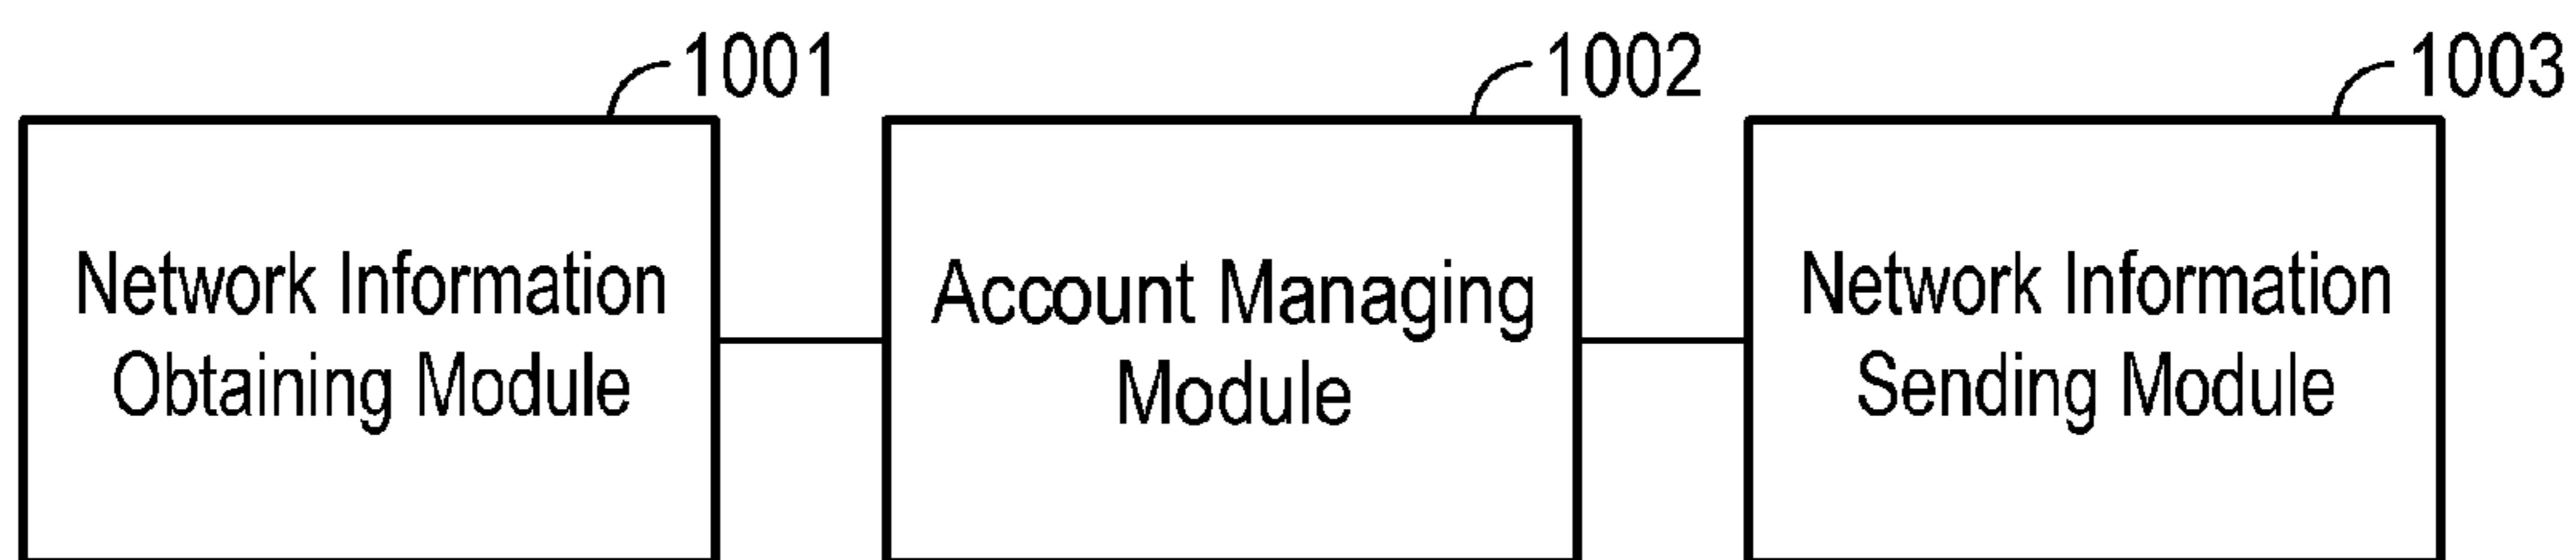 1001
1002
1003
Network Information
Obtaining Module
Account Managing
Module
Network Information
Sending Module